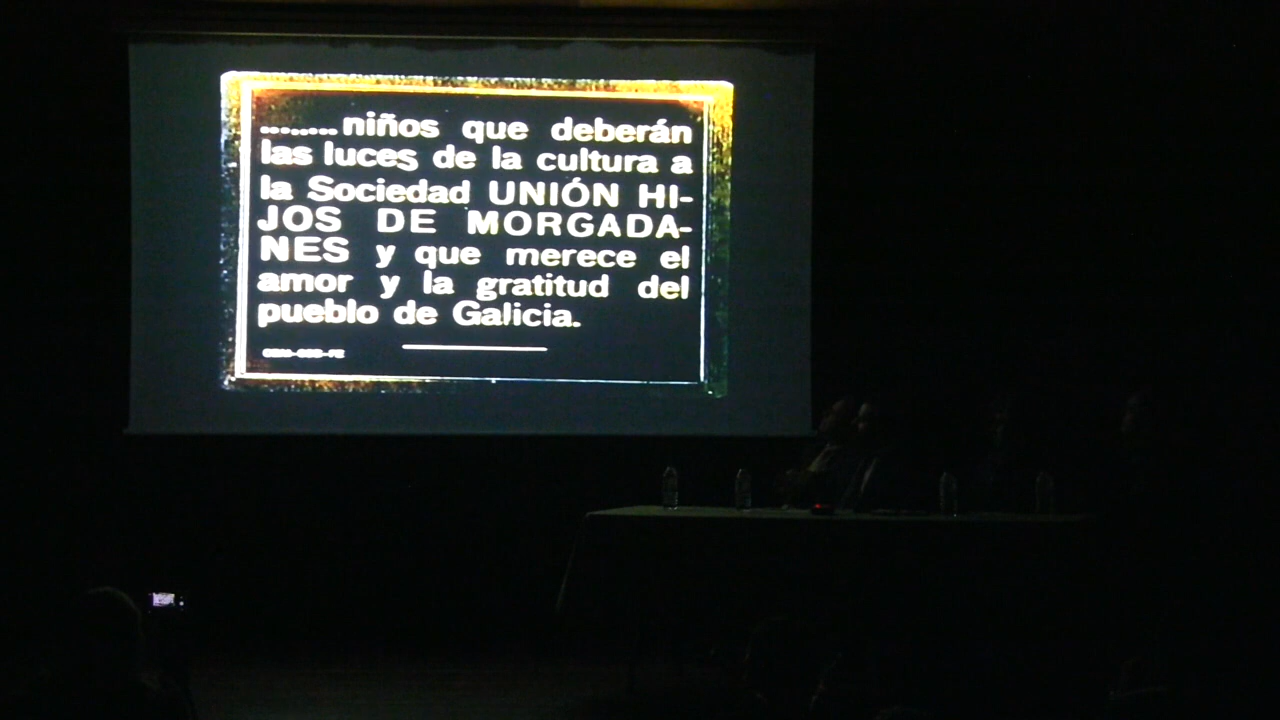 ........niños que deberán
las luces de la cultura a
la Sociedad UNIÓN HI-
JOS DE MORGADA-
NES y que merece el
amor y la gratitud del
pueblo de Galicia.